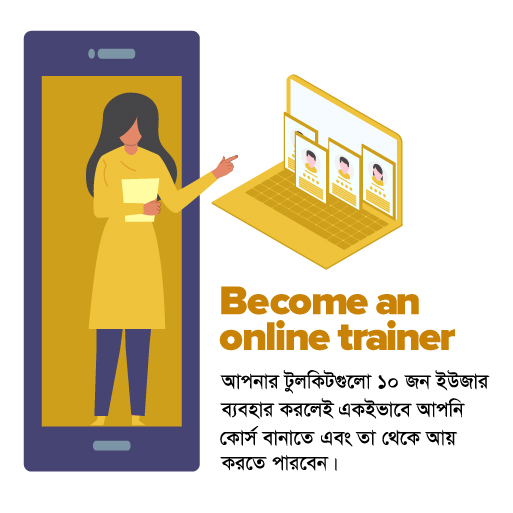 Become an
online trainer
আপনার টুলকিটগুলো ১০ জন ইউজার
ব্যবহার করলেই একইভাবে আপনি
কোর্স বানাতে এবং তা থেকে আয়
করতে পারবেন।